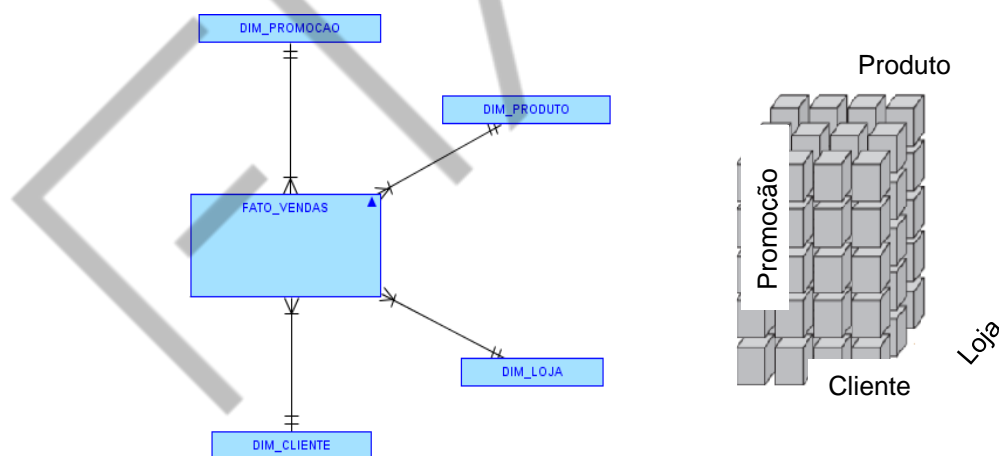 DIM_PROMOCAO
DIM_PRODUTO
FATO_VENDAS
DIM_LOJA
DIM_CLIENTE
Produto
Promocão
Loja
Cliente